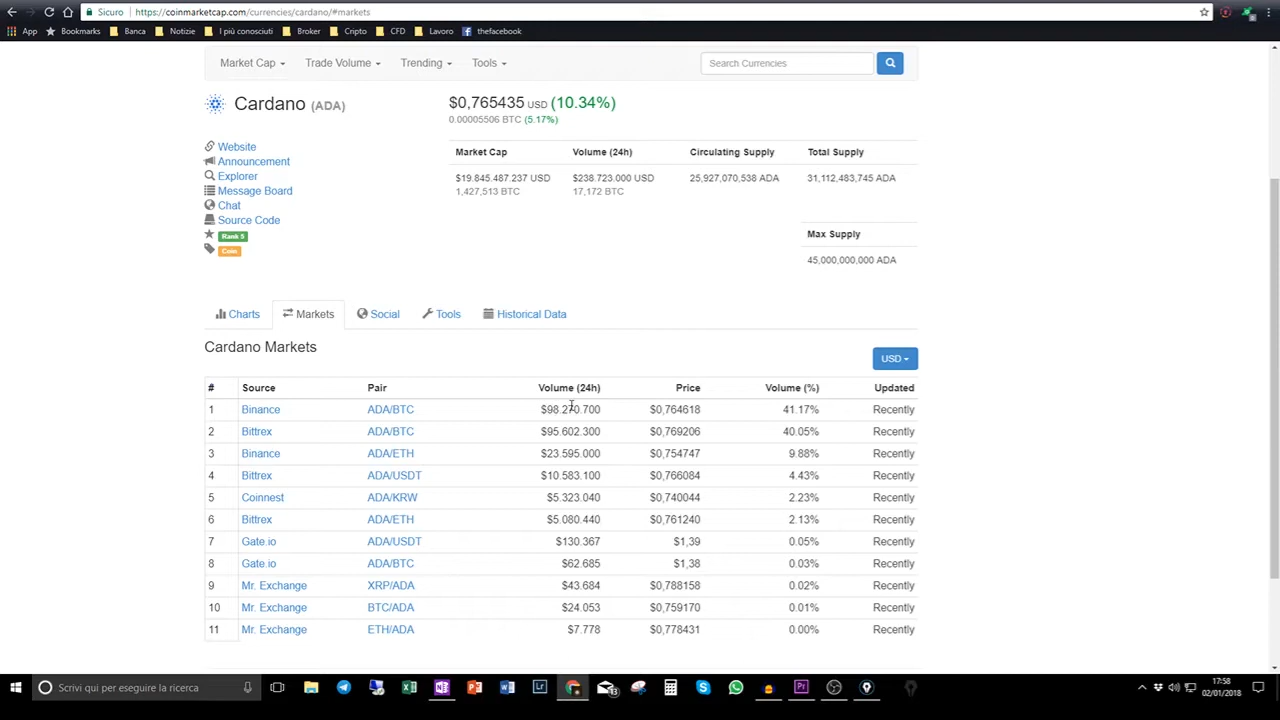 Sicuro | https://coinmarketcap.com/currencies/cardano/#markets
App Bookmarks Banca Notizie I più conosciuti Broker Cripto CFD Lavoro thefacebook
Market Cap Trade Volume Trending Tools Search Currencies
Cardano (ADA) $0,765435 USD (10.34%)
0.00005506 BTC (5.17%)
Website
Announcement
Explorer
Message Board
Chat
Source Code
Rank 5
Coin
Market Cap Volume (24h) Circulating Supply Total Supply
$19.845.487.237 USD $238.723.000 USD 25,927,070,538 ADA 31,112,483,745 ADA
1,427,513 BTC 17,172 BTC
Max Supply
45,000,000,000 ADA
Charts Markets Social Tools Historical Data
Cardano Markets
USD
# Source Pair Volume (24h) Price Volume (%) Updated
1 Binance ADA/BTC $98.270.700 $0,764618 41.17% Recently
2 Bittrex ADA/BTC $95.602.300 $0,769206 40.05% Recently
3 Binance ADA/ETH $23.595.000 $0,754747 9.88% Recently
4 Bittrex ADA/USDT $10.583.100 $0,766084 4.43% Recently
5 Coinnest ADA/KRW $5.323.040 $0,740044 2.23% Recently
6 Bittrex ADA/ETH $5.080.440 $0,761240 2.13% Recently
7 Gate.io ADA/USDT $130.367 $1,39 0.05% Recently
8 Gate.io ADA/BTC $62.685 $1,38 0.03% Recently
9 Mr. Exchange XRP/ADA $43.684 $0,788158 0.02% Recently
10 Mr. Exchange BTC/ADA $24.053 $0,759170 0.01% Recently
11 Mr. Exchange ETH/ADA $7.778 $0,778431 0.00% Recently
Scrivi qui per eseguire la ricerca
13
17:58
02/01/2018